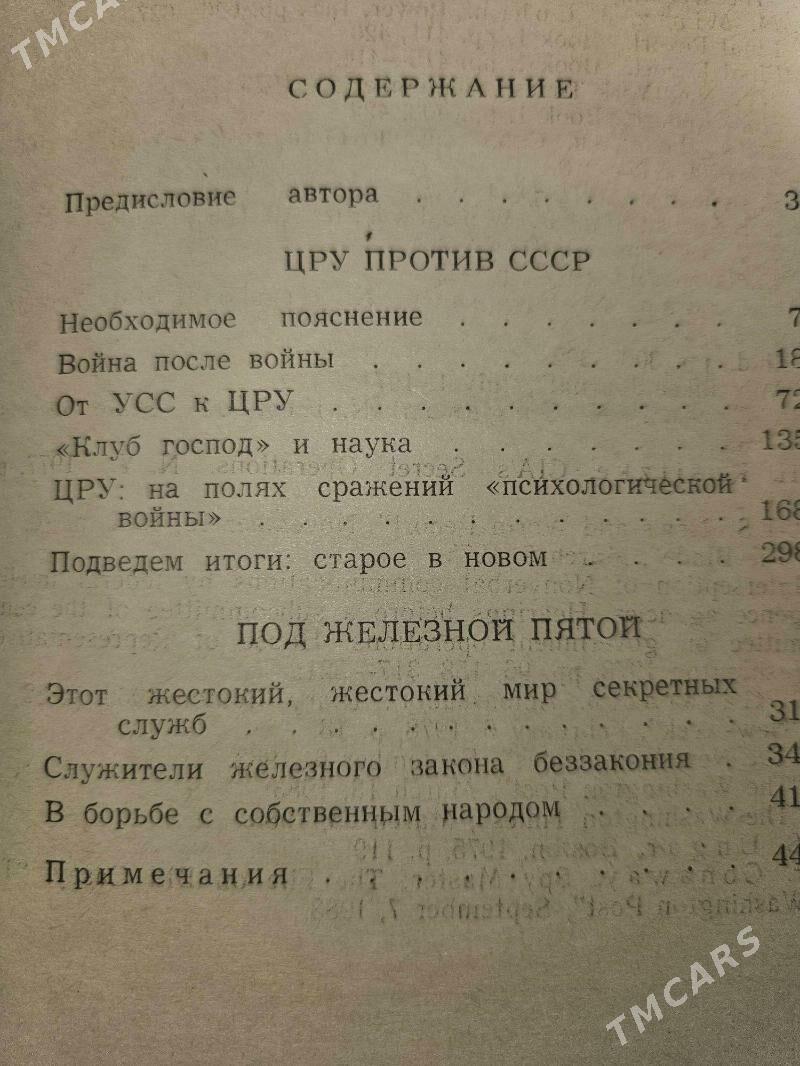 TMCARS
СОДЕРЖАНИЕ
Предисловие автора . . . . . . . . 3
ЦРУ ПРОТИВ СССР
Необходимое пояснение . . . . . . . 7
Война после войны . . . . . . . . . 18
От УСС к ЦРУ . . . . . . . . . . 72
«Клуб господ» и наука . . . . . . . 135
ЦРУ: на полях сражений «психологической
войны» . . . . . . . . . . . . 168
Подведем итоги: старое в новом . . . . 298
ПОД ЖЕЛЕЗНОЙ ПЯТОЙ
Этот жестокий, жестокий мир секретных
служб . . . . . . . . . . . . 31
Служители железного закона беззакония . 34
В борьбе с собственным народом . . . . 41
Примечания . . . . . . . . . . 44
TMCARS